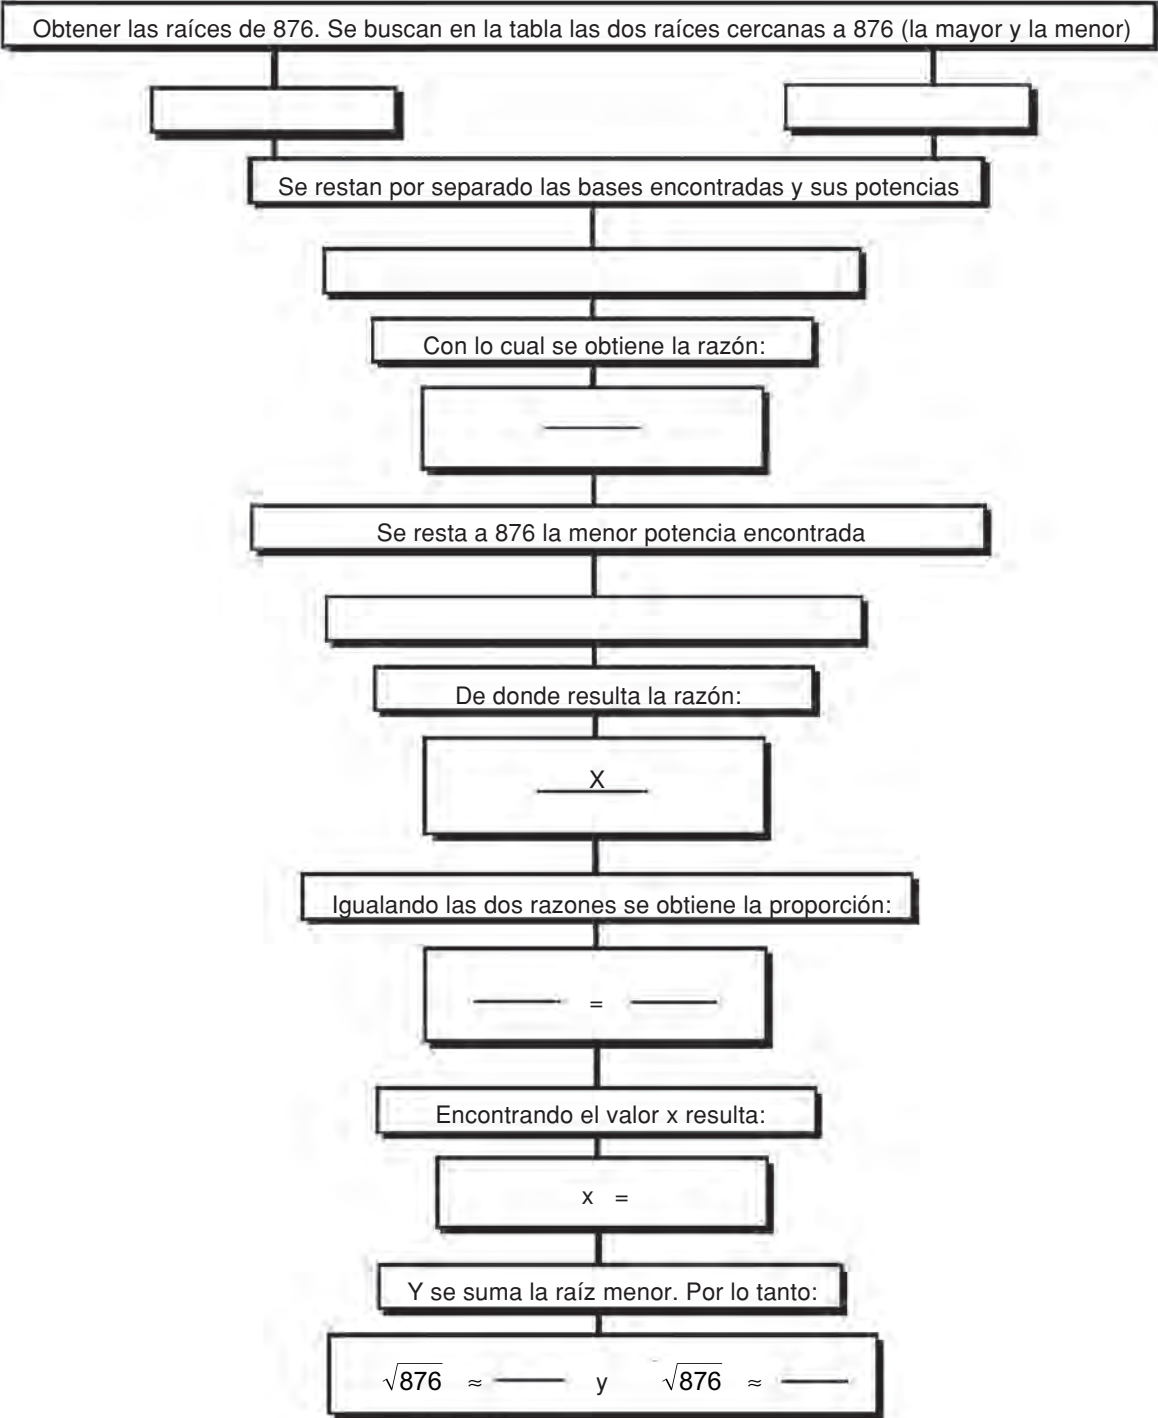 Obtener las raíces de 876. Se buscan en la tabla las dos raíces cercanas a 876 (la mayor y la menor)
Se restan por separado las bases encontradas y sus potencias
Con lo cual se obtiene la razón:
Se resta a 876 la menor potencia encontrada
De donde resulta la razón:
X
Igualando las dos razones se obtiene la proporción:
=
Encontrando el valor x resulta:
x =
Y se suma la raíz menor. Por lo tanto:
√876 ≈ ____ y √876 ≈ ____